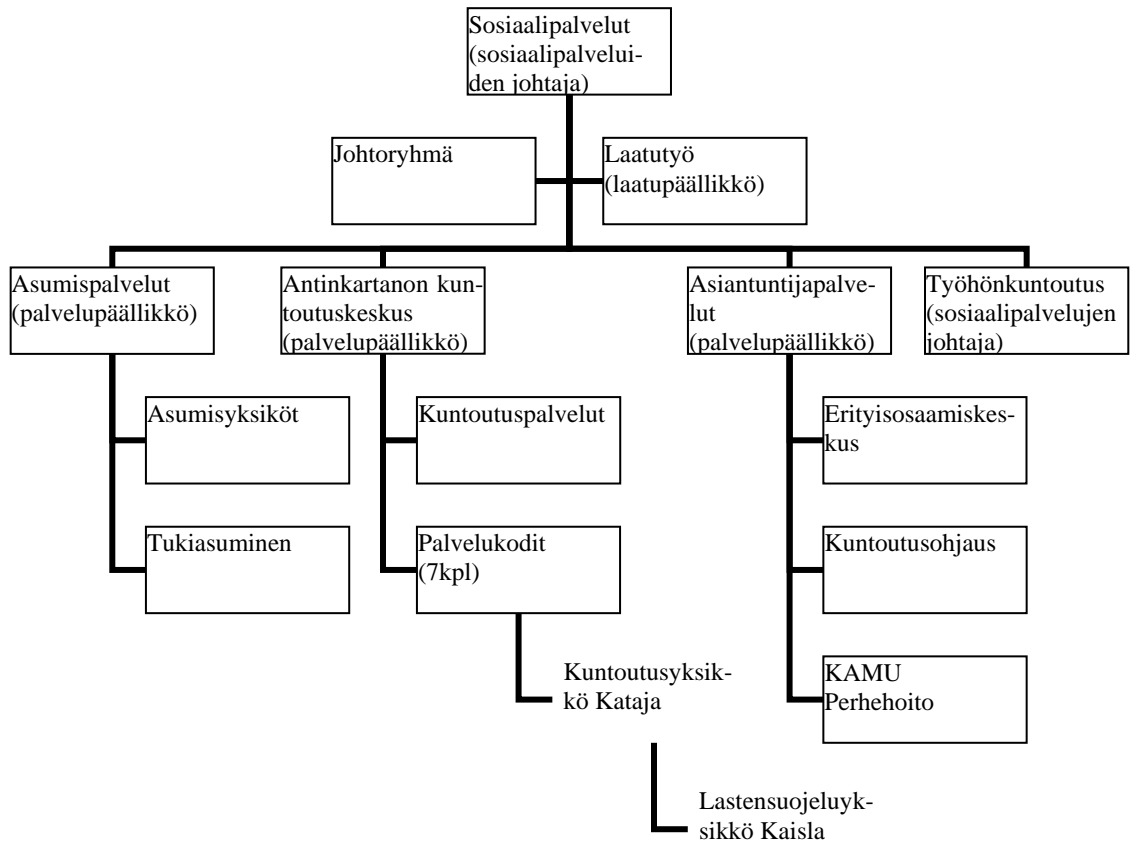 Sosiaalipalvelut
(sosiaalipalvelui-
den johtaja)
Johtoryhmä
Laatutyö
(laatupäällikkö)
Asumispalvelut
(palvelupäällikkö)
Antinkartanon kun-
toutuskeskus
(palvelupäällikkö)
Asiantuntijapalve-
lut
(palvelupäällikkö)
Työhönkuntoutus
(sosiaalipalvelujen
johtaja)
Asumisyksiköt
Kuntoutuspalvelut
Erityisosaamiskes-
kus
Tukiasuminen
Palvelukodit
(7kpl)
Kuntoutusohjaus
Kuntoutusyksik-
kö Kataja
KAMU
Perhehoito
Lastensuojeluyk-
sikkö Kaisla